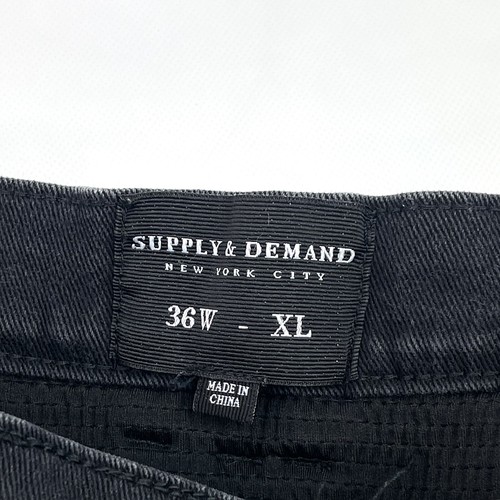 SUPPLY & DEMAND
NEW YORK CITY
36W - XL
MADE IN
CHINA